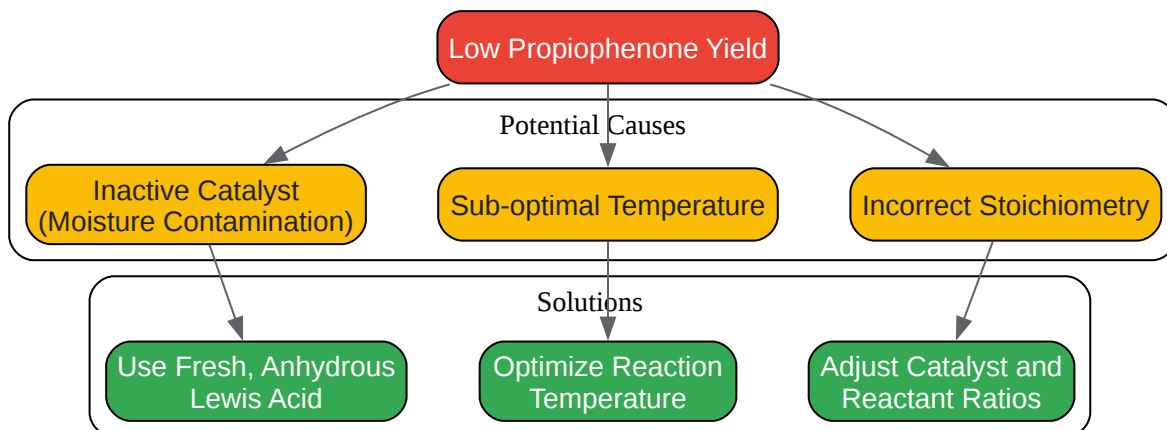 Low Propiophenone Yield
Potential Causes
Inactive Catalyst
(Moisture Contamination)
Sub-optimal Temperature
Incorrect Stoichiometry
Solutions
Use Fresh, Anhydrous
Lewis Acid
Optimize Reaction
Temperature
Adjust Catalyst and
Reactant Ratios